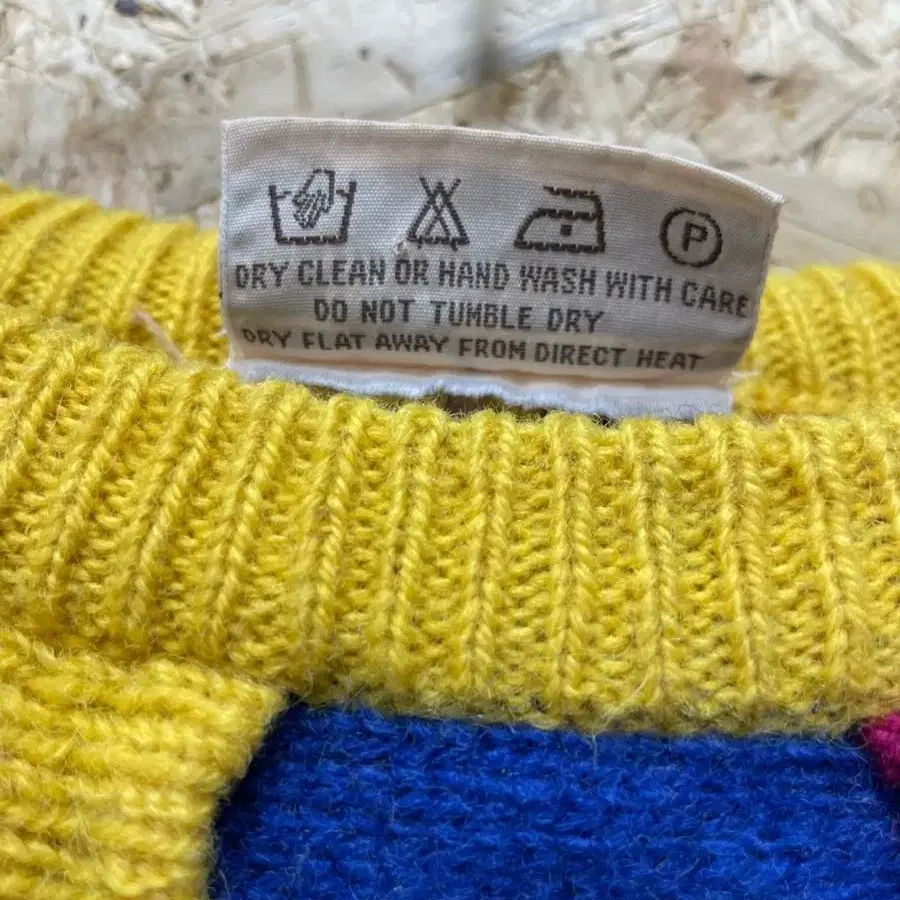 P
DRY CLEAN OR HAND WASH WITH CARE
DO NOT TUMBLE DRY
DRY FLAT AWAY FROM DIRECT HEAT